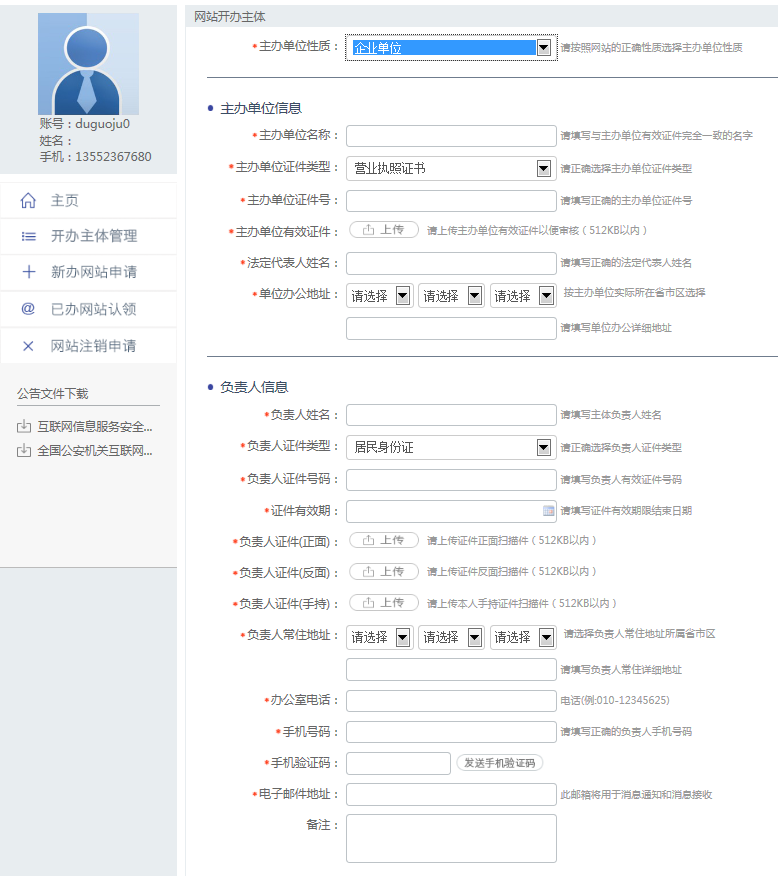 账号：duguoju0
姓名：
手机：13552367680
主页
开办主体管理
新办网站申请
@ 已办网站认领
网站注销申请
公告文件下载
互联网信息服务安全...
全国公安机关互联网...
网站开办主体
*主办单位性质： 企业单位 请按照网站的正确性质选择主办单位性质
主办单位信息
*主办单位名称： 请填写与主办单位有效证件完全一致的名字
*主办单位证件类型： 营业执照证书 请正确选择主办单位证件类型
*主办单位证件号： 请填写正确的主办单位证件号
*主办单位有效证件： 上传 请上传主办单位有效证件以便审核（512KB以内）
*法定代表人姓名： 请填写正确的法定代表人姓名
*单位办公地址： 请选择 请选择 请选择 按主办单位实际所在省市区选择
请填写单位办公详细地址
负责人信息
*负责人姓名： 请填写主体负责人姓名
*负责人证件类型： 居民身份证 请正确选择负责人证件类型
*负责人证件号码： 请填写负责人有效证件号码
*证件有效期： 请填写证件有效期限结束日期
*负责人证件(正面)： 上传 请上传证件正面扫描件（512KB以内）
*负责人证件(反面)： 上传 请上传证件反面扫描件（512KB以内）
*负责人证件(手持)： 上传 请上传本人手持证件扫描件（512KB以内）
*负责人常住地址： 请选择 请选择 请选择 请选择负责人常住地址所属省市区
请填写负责人常住详细地址
*办公室电话： 电话(例:010-12345625)
*手机号码： 请填写正确的负责人手机号码
*手机验证码： 发送手机验证码
*电子邮件地址： 此邮箱将用于消息通知和消息接收
备注：